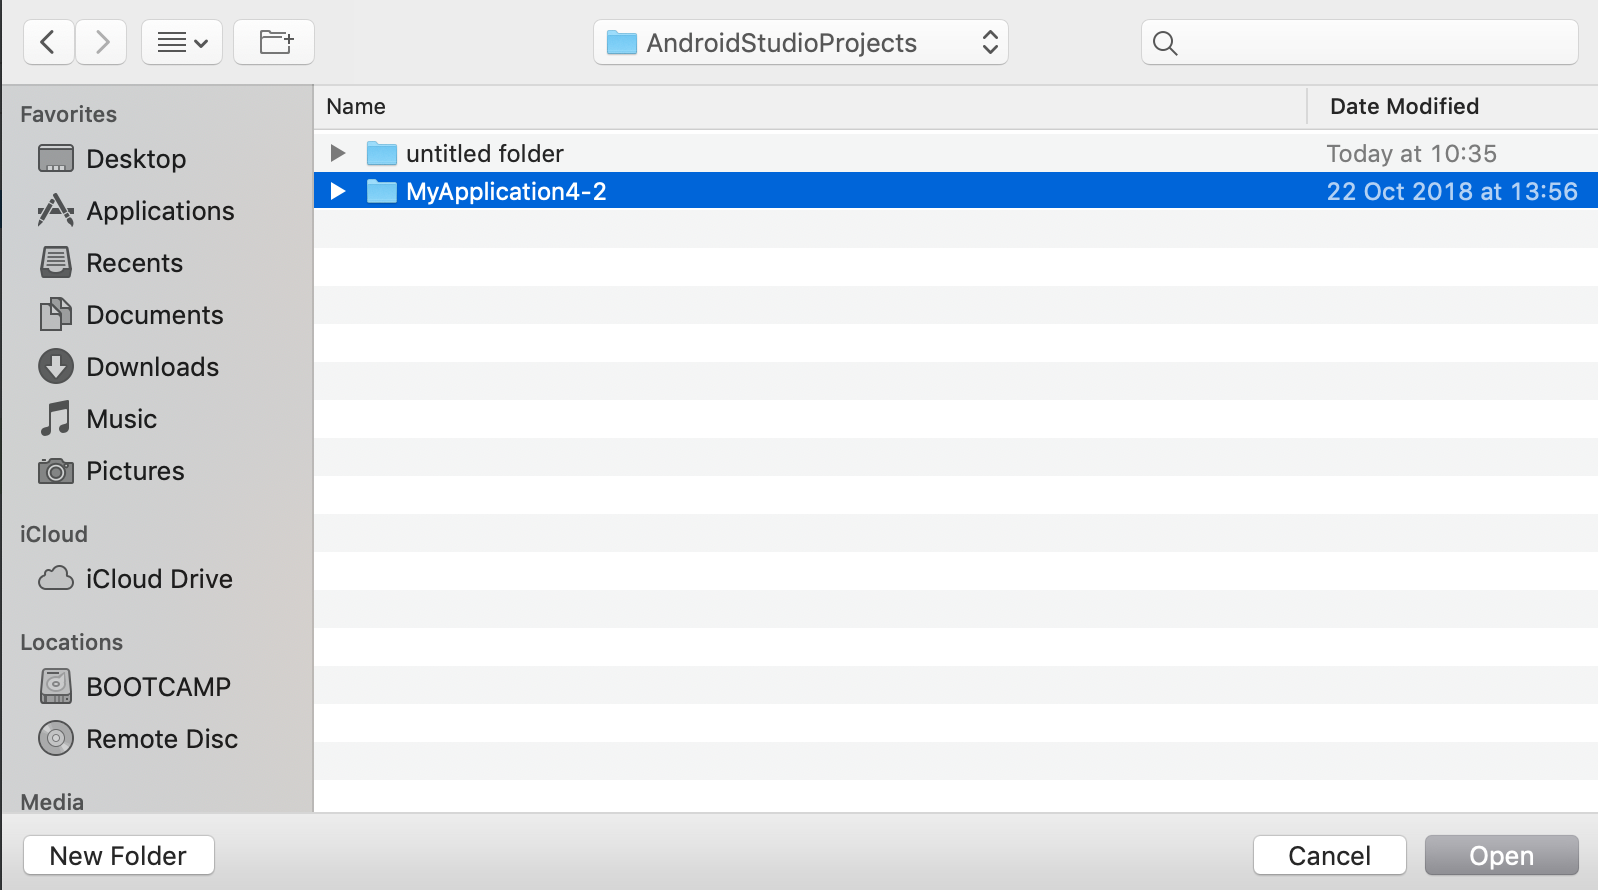 AndroidStudioProjects
Favorites
Desktop
Applications
Recents
Documents
Downloads
Music
Pictures
iCloud
iCloud Drive
Locations
BOOTCAMP
Remote Disc
Media
Name Date Modified
untitled folder Today at 10:35
MyApplication4-2 22 Oct 2018 at 13:56
New Folder Cancel Open